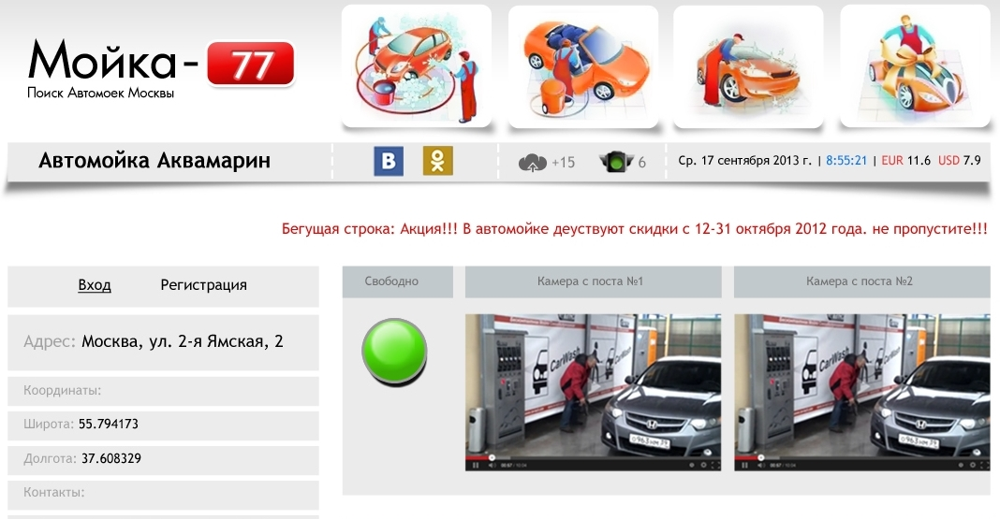 Мойка- 77
Поиск Автомоек Москвы
Автомойка Аквамарин
B
+15
6
Ср. 17 сентября 2013 г. | 8:55:21 | EUR 11.6 USD 7.9
Бегущая строка: Акция!!! В автомойке деуствуют скидки с 12-31 октября 2012 года. не пропустите!!!
Вход Регистрация
Свободно
Камера с поста №1
Камера с поста №2
Адрес: Москва, ул. 2-я Ямская, 2
Координаты:
Широта: 55.794173
Долгота: 37.608329
Контакты:
CarWash
CarWash
CarWash
CarWash